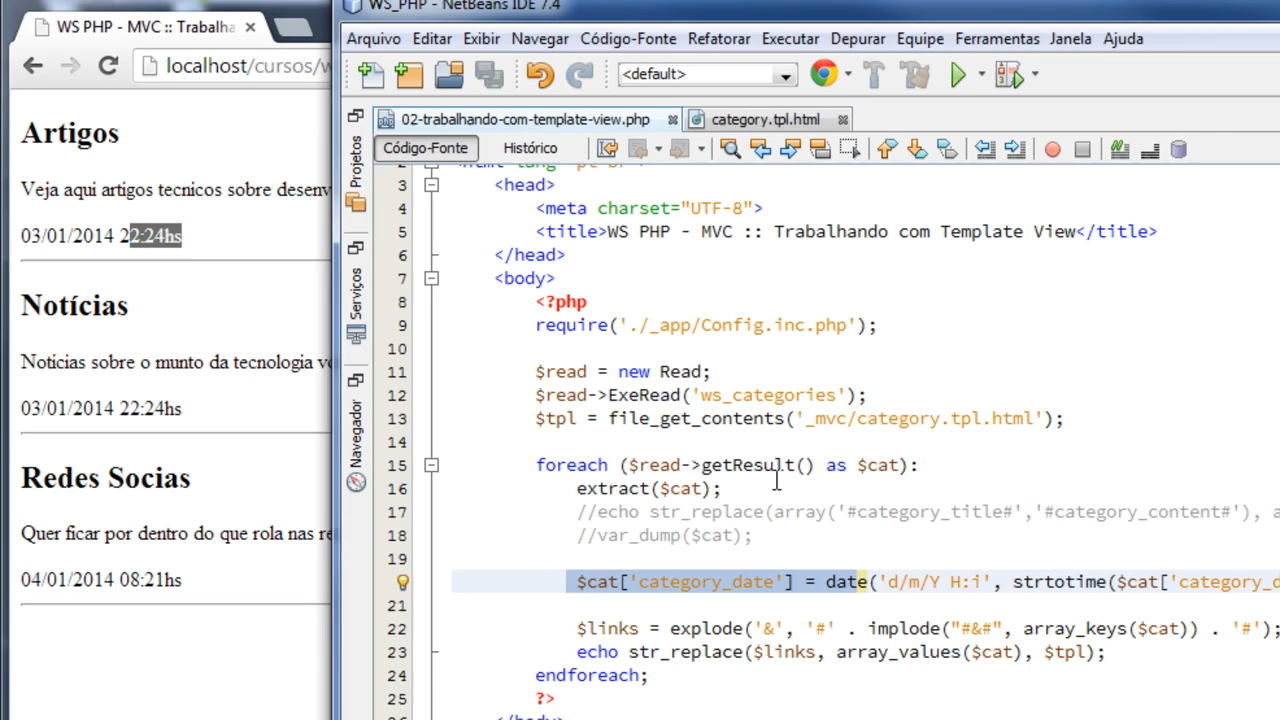 WS PHP - MVC :: Trabalha
localhost/cursos/w
Artigos
Veja aqui artigos tecnicos sobre desenv
03/01/2014 22:24hs
Notícias
Noticias sobre o munto da tecnologia v
03/01/2014 22:24hs
Redes Socias
Quer ficar por dentro do que rola nas re
04/01/2014 08:21hs
WS_PHP - NetBeans IDE 7.4
Arquivo Editar Exibir Navegar Código-Fonte Refatorar Executar Depurar Equipe Ferramentas Janela Ajuda
<default>
02-trabalhando-com-template-view.php category.tpl.html
Código-Fonte Histórico
Projetos
Serviços
Navegador
3 <head>
4 <meta charset="UTF-8">
5 <title>WS PHP - MVC :: Trabalhando com Template View</title>
6 </head>
7 <body>
8 <?php
9 require('./_app/Config.inc.php');
10
11 $read = new Read;
12 $read->ExeRead('ws_categories');
13 $tpl = file_get_contents('_mvc/category.tpl.html');
14
15 foreach ($read->getResult() as $cat):
16 extract($cat);
17 //echo str_replace(array('#category_title#','#category_content#'), a
18 //var_dump($cat);
19
$cat['category_date'] = date('d/m/Y H:i', strtotime($cat['category_d
21
22 $links = explode('&', '#' . implode("#&#", array_keys($cat)) . '#');
23 echo str_replace($links, array_values($cat), $tpl);
24 endforeach;
25 ?>